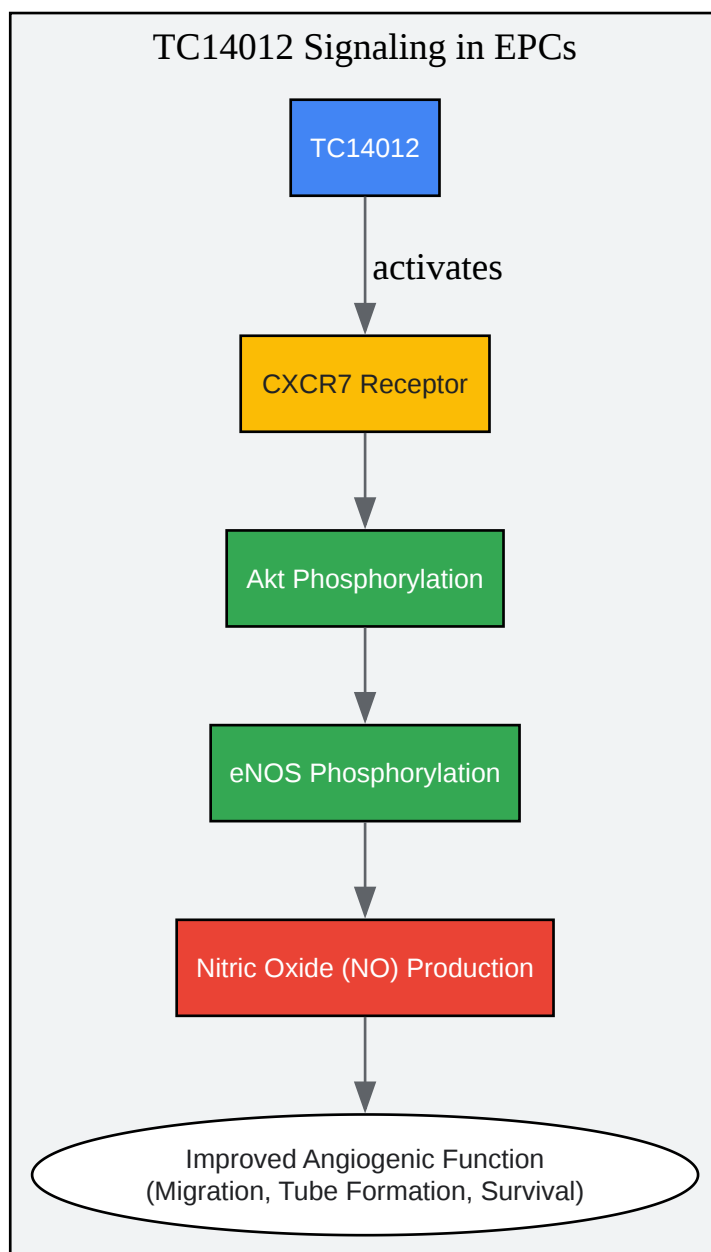 TC14012 Signaling in EPCs
TC14012
activates
CXCR7 Receptor
Akt Phosphorylation
eNOS Phosphorylation
Nitric Oxide (NO) Production
Improved Angiogenic Function
(Migration, Tube Formation, Survival)